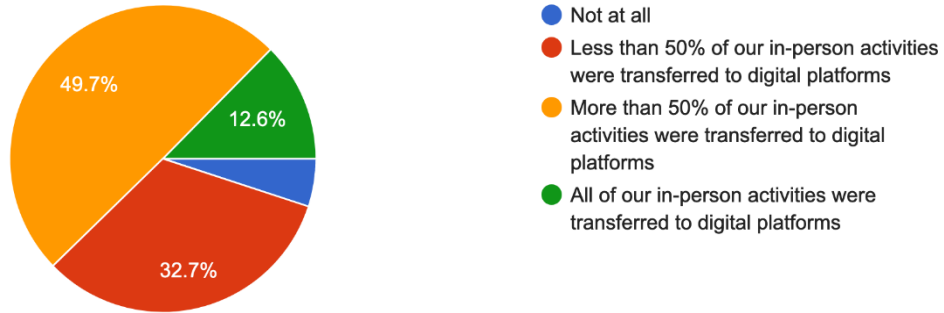 49.7%
12.6%
32.7%
Not at all
Less than 50% of our in-person activities
were transferred to digital platforms
More than 50% of our in-person
activities were transferred to digital
platforms
All of our in-person activities were
transferred to digital platforms